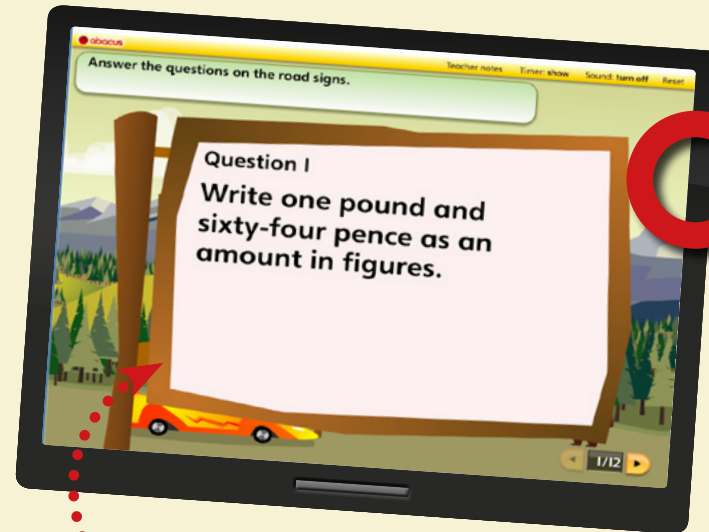 abacus
Teacher notes Timer: show Sound: turn off Reset
Answer the questions on the road signs.
Question 1
Write one pound and
sixty-four pence as an
amount in figures.
1/12